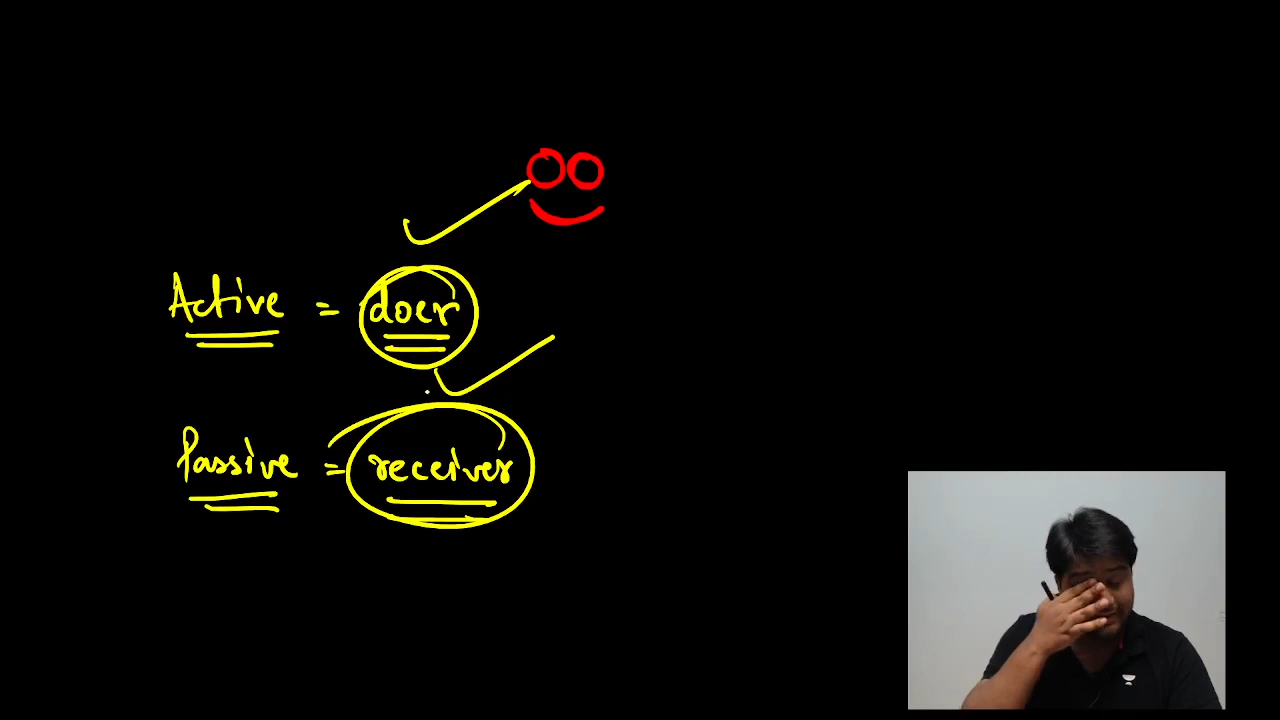 Active = doer
Passive = receiver